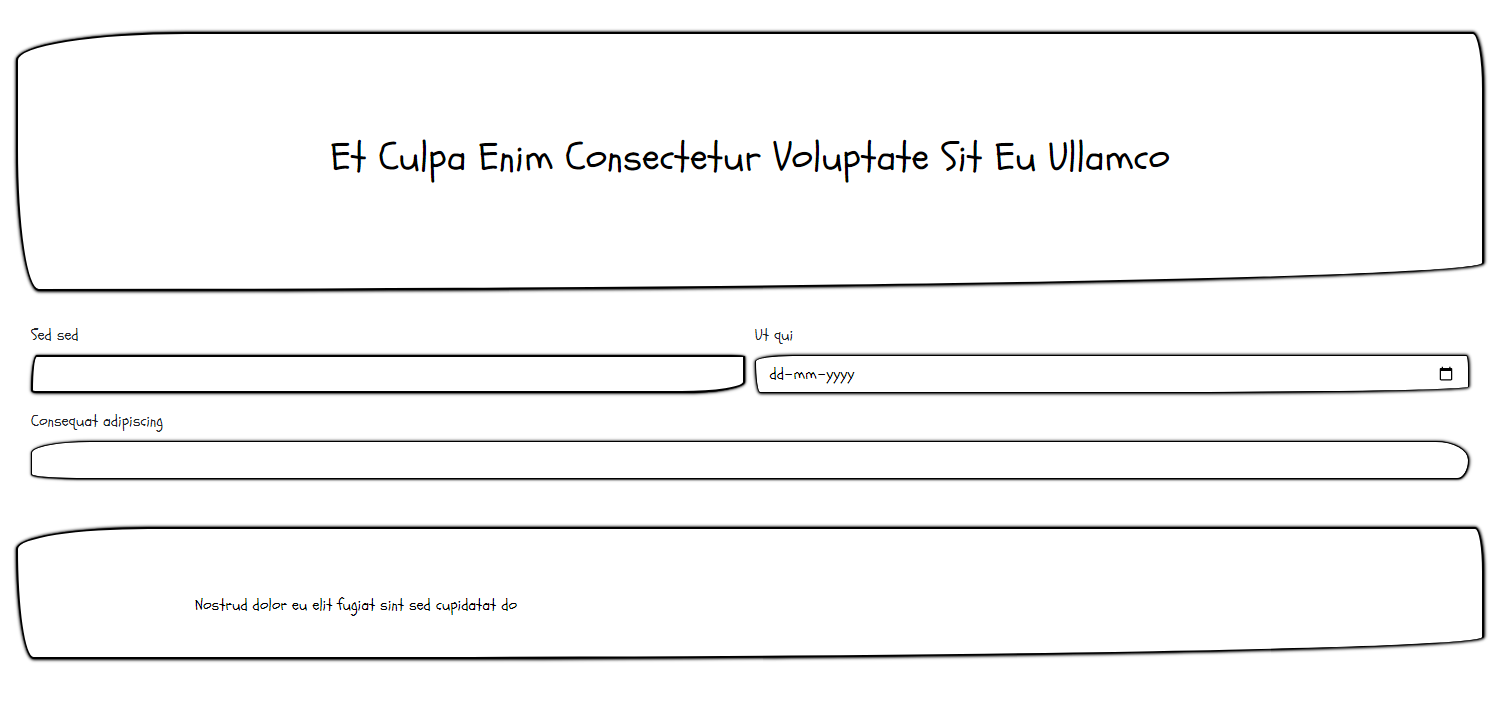 Et Culpa Enim Consectetur Voluptate Sit Eu Ullamco
Sed sed
Ut qui
dd-mm-yyyy
Consequat adipiscing
Nostrud dolor eu elit fugiat sint sed cupidatat do